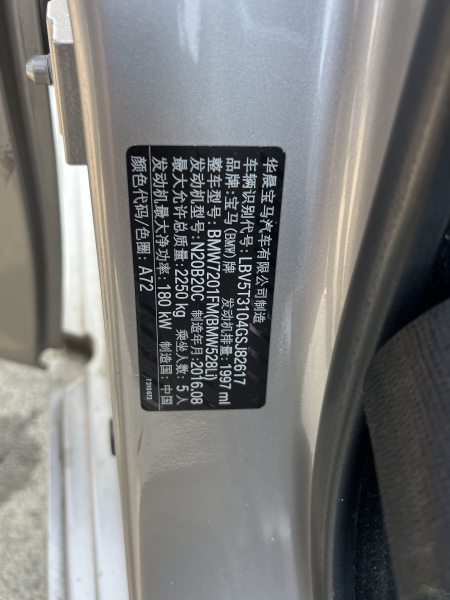 华晨宝马汽车有限公司制造
车辆识别代号: LBV5T3104GSJ82617
品牌: 宝马 (BMW) 牌 发动机排量: 1997 ml
整车型号: BMW7201FM(BMW528Li)
发动机型号: N20B20C 制造年月: 2016.08
最大允许总质量: 2250 kg 乘坐人数: 5 人
发动机最大净功率: 180 kW 制造国: 中国
颜色代码/色圈: A72